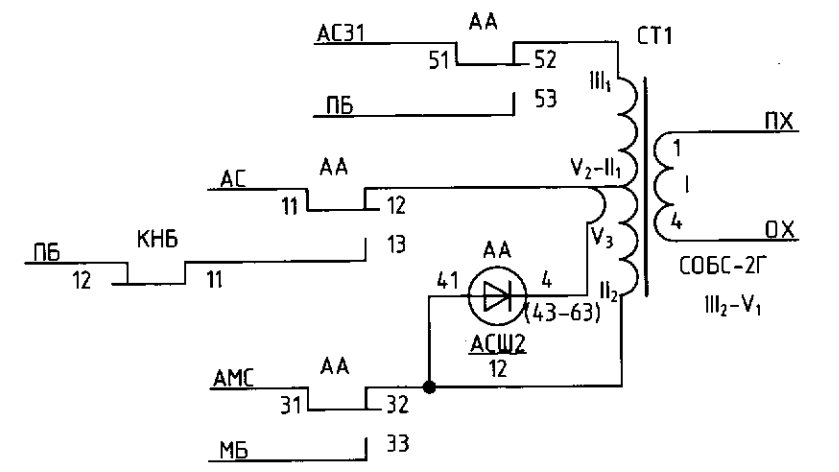 АА
СТ1
АСЗ1
51
52
III₁
53
ПБ
ПХ
АА
V₂-II₁
1
АС
I
11
12
4
КНБ
13
V₃
ОХ
ПБ
АА
СОБС-2Г
12
11
41
4
II₂
III₂-V₁
(43-63)
АСШ2
12
АА
АМС
31
32
33
МБ